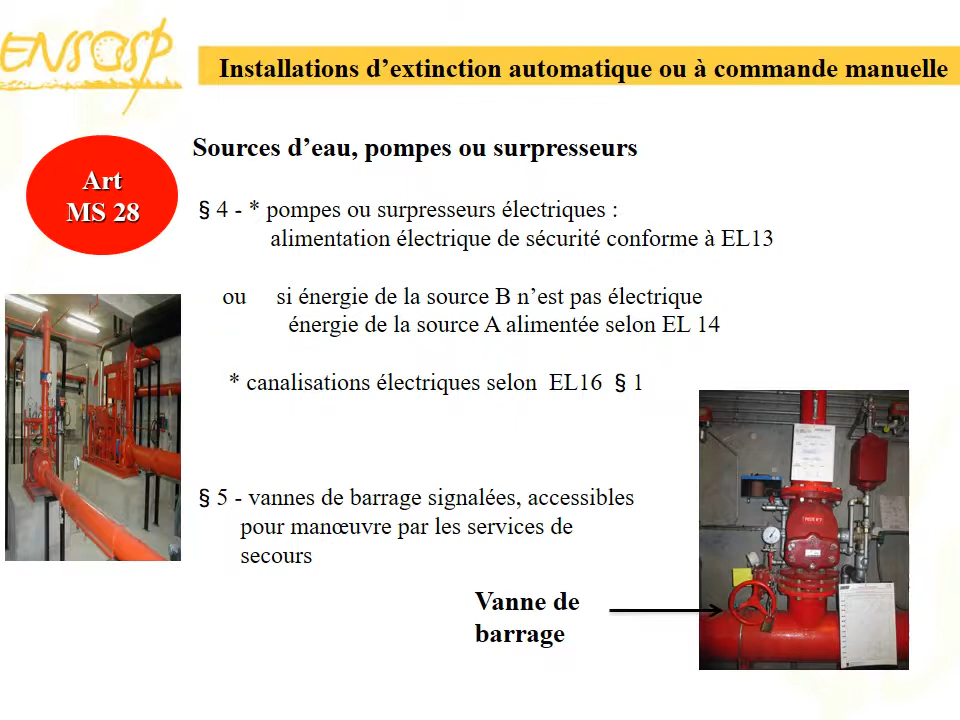 ENSOSP
Installations d’extinction automatique ou à commande manuelle
Art
MS 28
Sources d’eau, pompes ou surpresseurs
§ 4 - * pompes ou surpresseurs électriques :
alimentation électrique de sécurité conforme à EL13
ou si énergie de la source B n’est pas électrique
énergie de la source A alimentée selon EL 14
* canalisations électriques selon EL16 § 1
§ 5 - vannes de barrage signalées, accessibles
pour manœuvre par les services de
secours
Vanne de
barrage